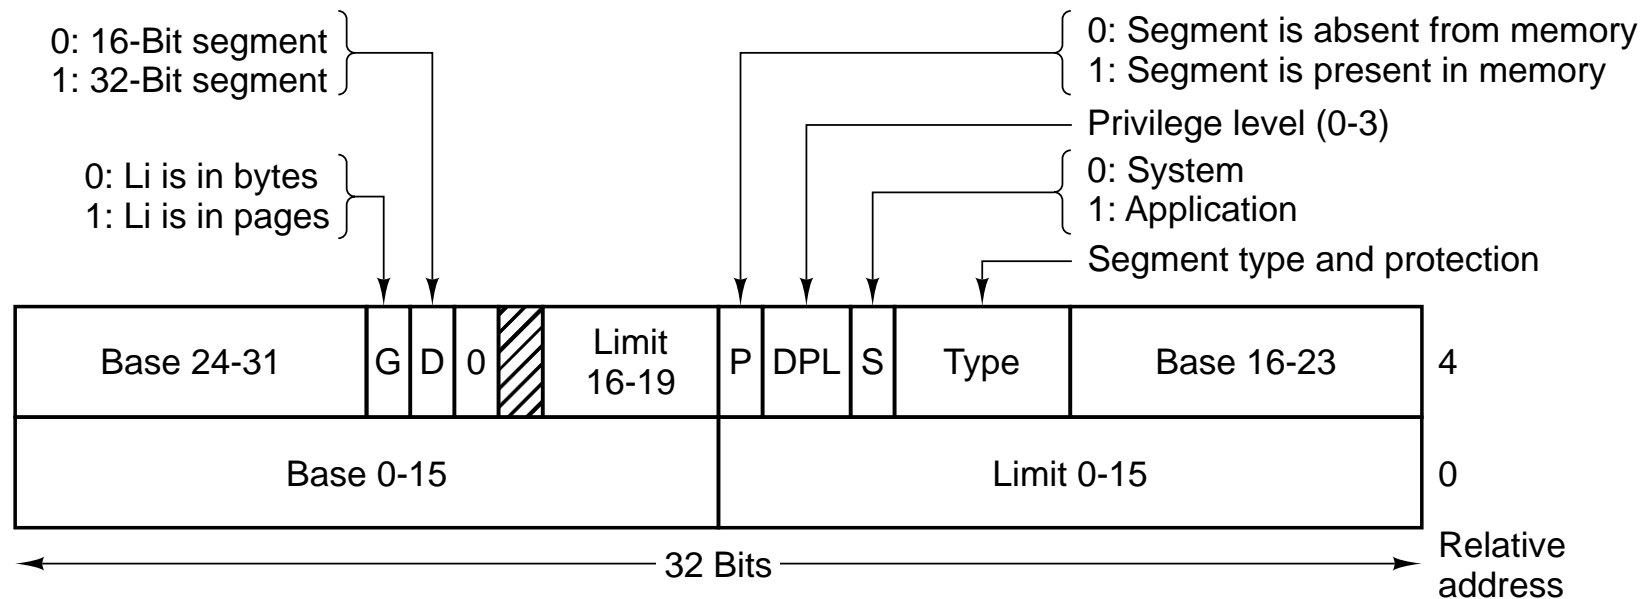 0: 16-Bit segment
1: 32-Bit segment
0: Li is in bytes
1: Li is in pages
0: Segment is absent from memory
1: Segment is present in memory
Privilege level (0-3)
0: System
1: Application
Segment type and protection
Base 24-31 G D 0 Limit 16-19 P DPL S Type Base 16-23 4
Base 0-15 Limit 0-15 0
32 Bits
Relative
address